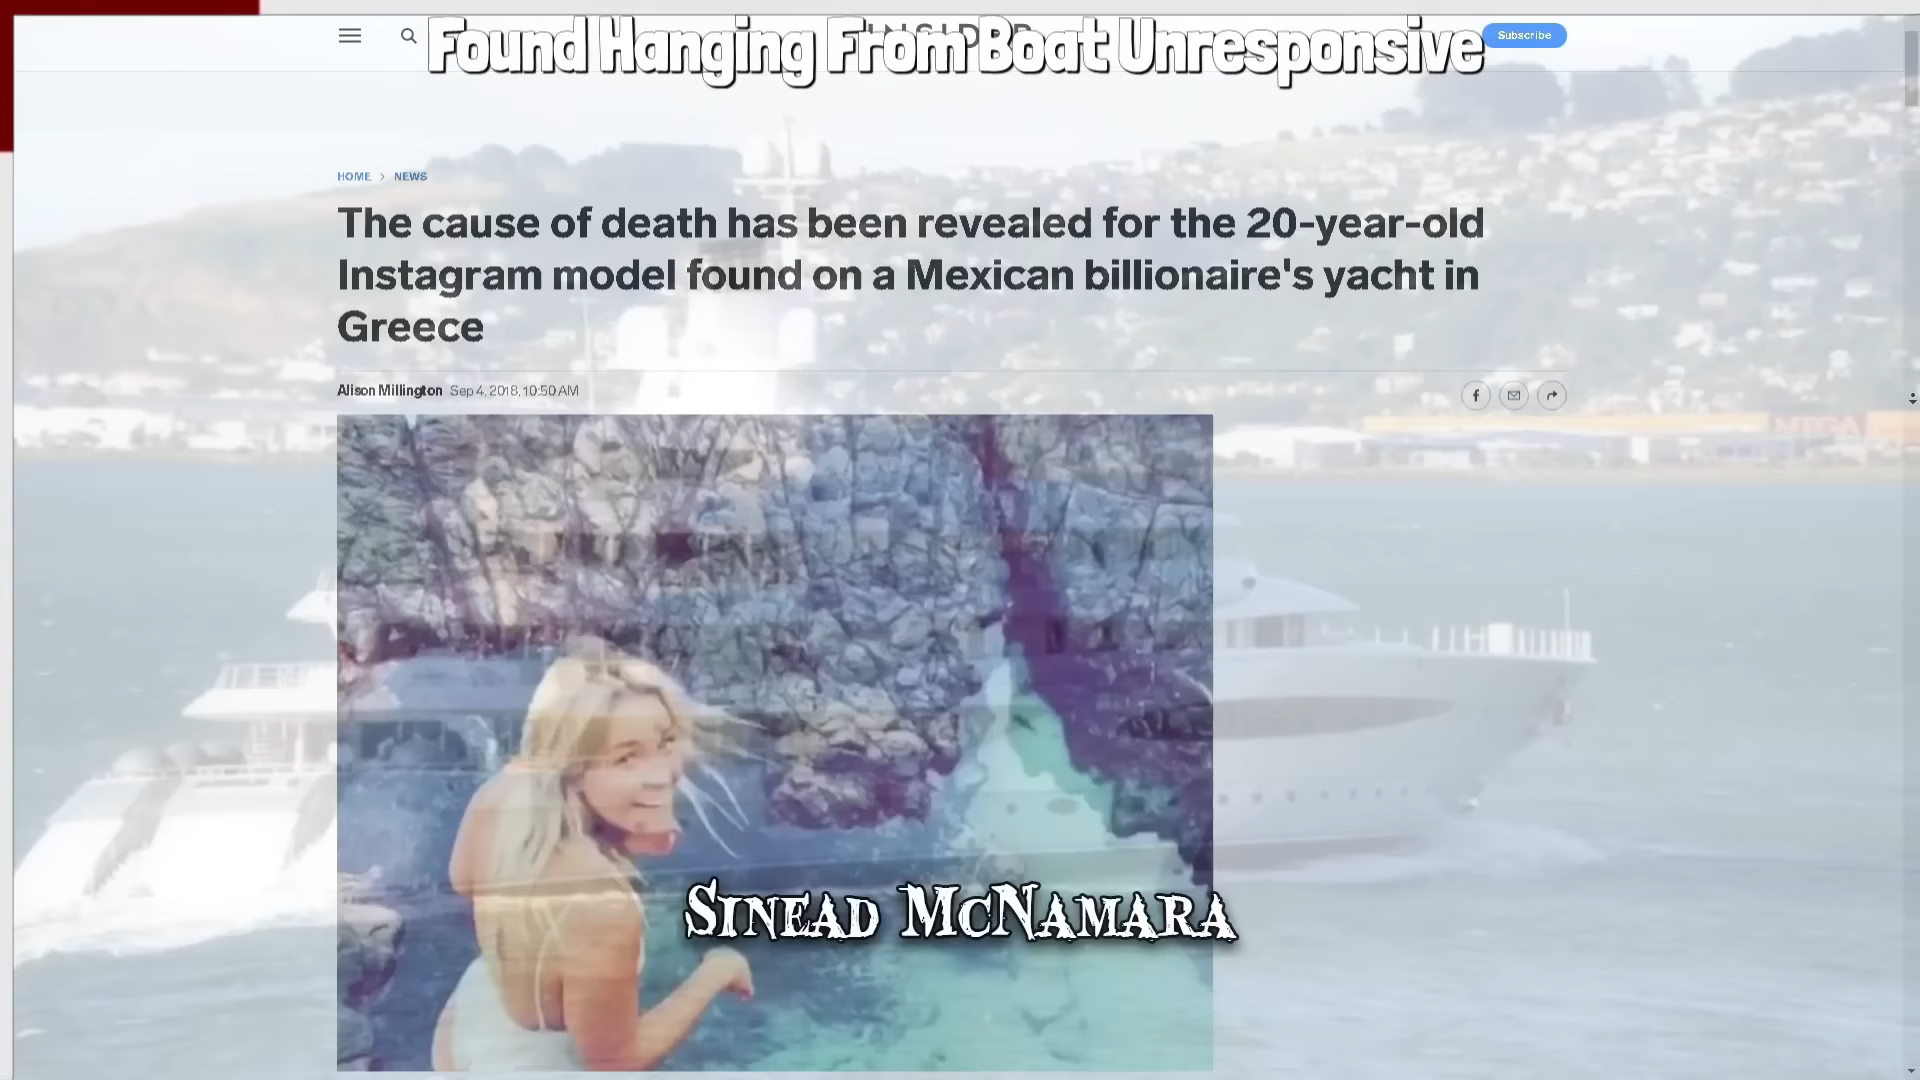 INSIDER
Found Hanging From Boat Unresponsive
Subscribe
HOME > NEWS
The cause of death has been revealed for the 20-year-old
Instagram model found on a Mexican billionaire's yacht in
Greece
Alison Millington Sep 4, 2018, 10:50 AM
MEGA
SINEAD MCNAMARA